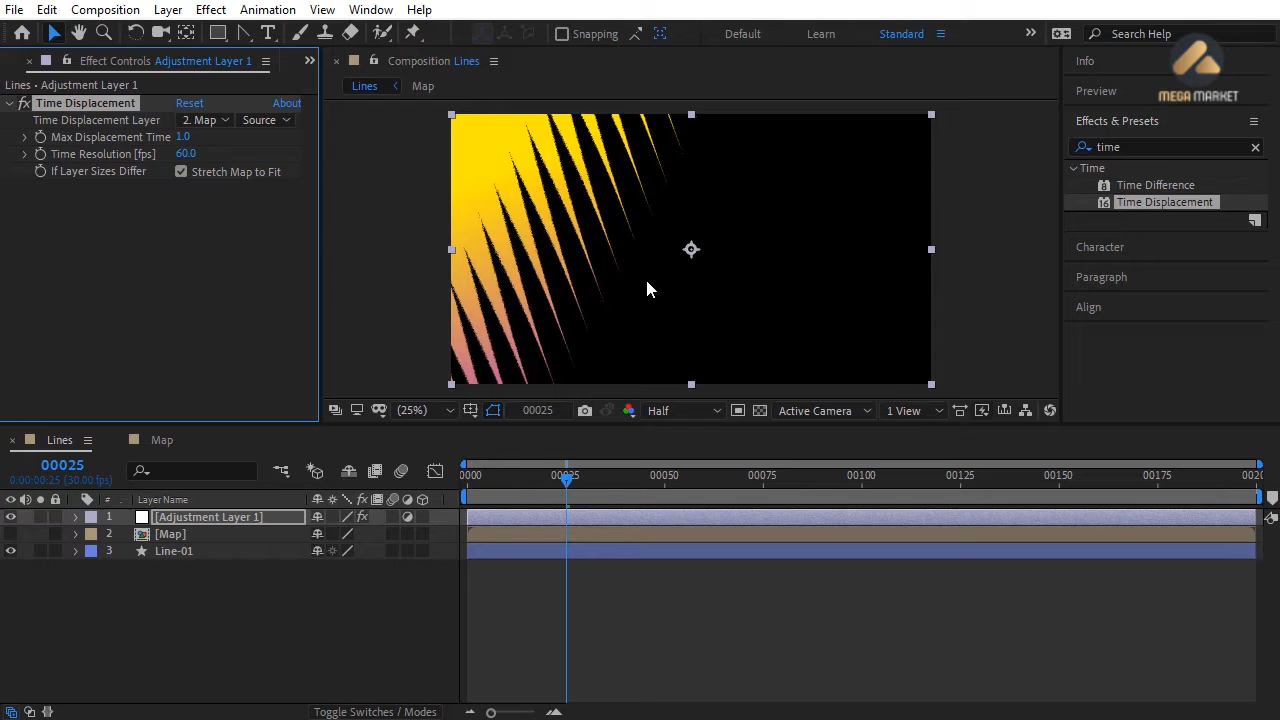 File Edit Composition Layer Effect Animation View Window Help
Snapping Default Learn Standard Search Help
MEGA MARKET
Effect Controls Adjustment Layer 1
Lines • Adjustment Layer 1
fx Time Displacement Reset About
Time Displacement Layer 2. Map Source
Max Displacement Time 1.0
Time Resolution [fps] 60.0
If Layer Sizes Differ Stretch Map to Fit
Composition Lines
Lines Map
Info
Preview
Effects & Presets
time
Time
Time Difference
Time Displacement
Character
Paragraph
Align
(25%) 00025 Half Active Camera 1 View
Lines Map
00025
0:00:00:25 (30.00 fps)
0000 00025 00050 00075 00100 00125 00150 00175 0020
# Layer Name fx
1 [Adjustment Layer 1] fx
2 [Map]
3 Line-01
Toggle Switches / Modes